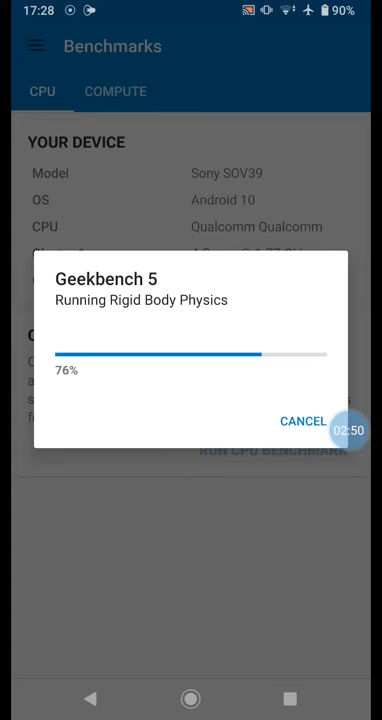 17:28
90%
Benchmarks
CPU COMPUTE
YOUR DEVICE
Model Sony SOV39
OS Android 10
CPU Qualcomm Qualcomm
Geekbench 5
Running Rigid Body Physics
76%
CANCEL
02:50
RUN CPU BENCHMARK